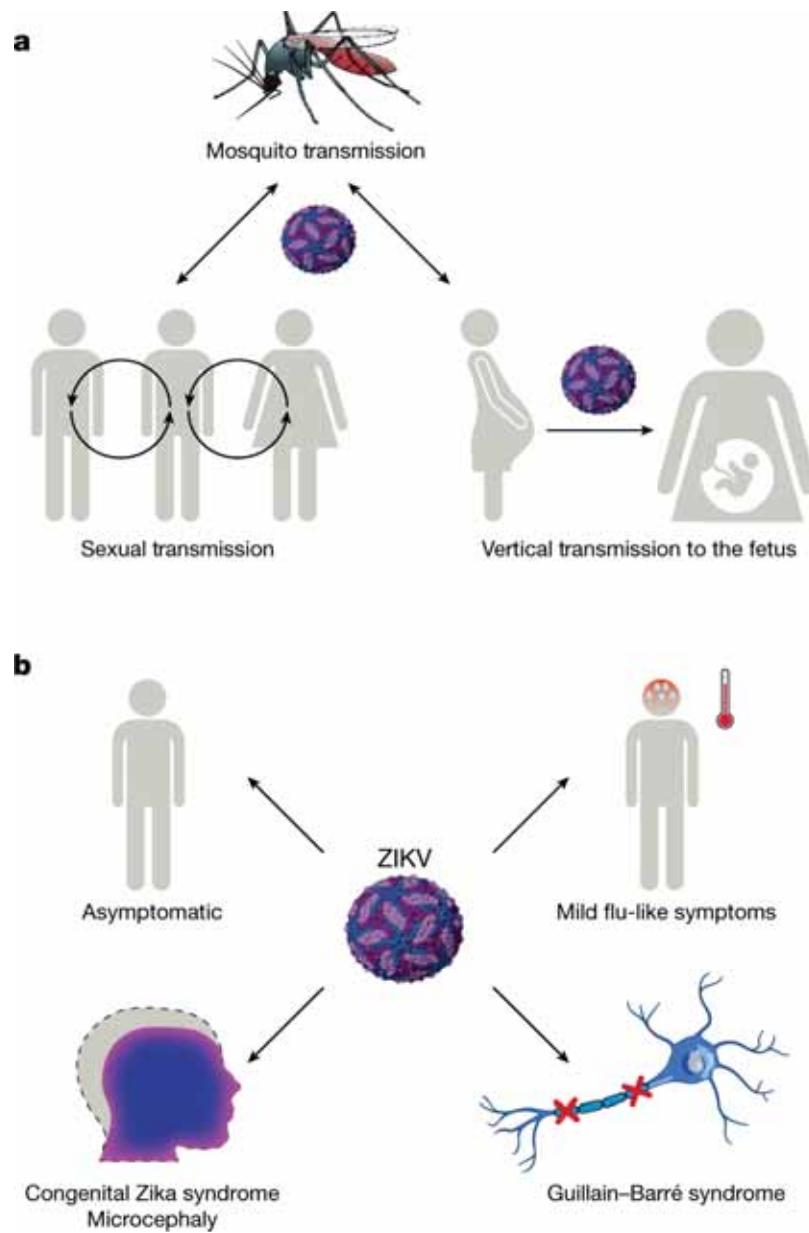 a
Mosquito transmission
Sexual transmission
Vertical transmission to the fetus
b
ZIKV
Asymptomatic
Mild flu-like symptoms
Congenital Zika syndrome
Microcephaly
Guillain–Barré syndrome